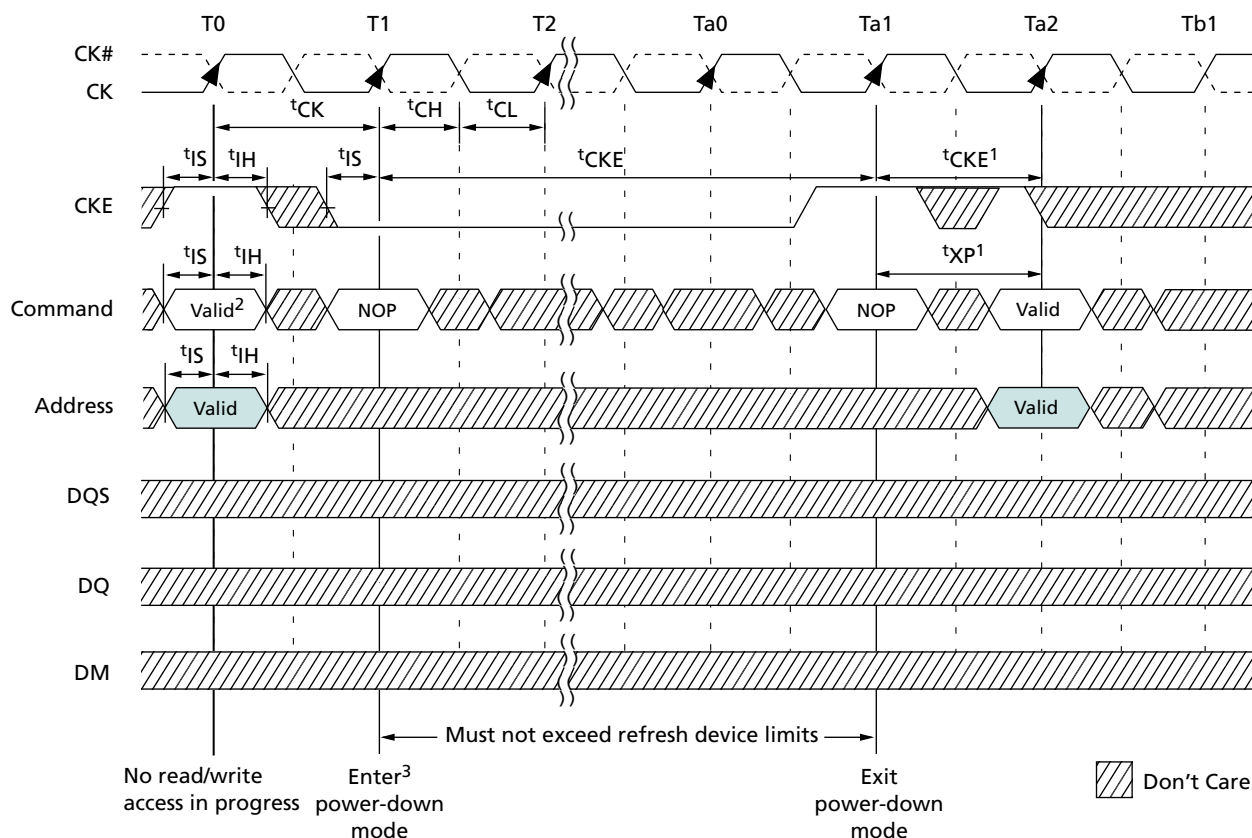 T0 T1 T2 Ta0 Ta1 Ta2 Tb1
CK#
CK
tCK tCH tCL
tIS tIH tIS tCKE tCKE1
CKE
tIS tIH tXP1
Command Valid2 NOP NOP Valid
tIS tIH
Address Valid Valid
DQS
DQ
DM
Must not exceed refresh device limits
No read/write
access in progress
Enter3
power-down
mode
Exit
power-down
mode
Don't Care